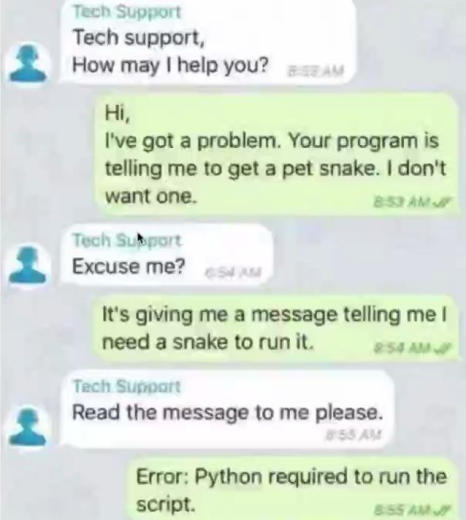 Tech Support
Tech support,
How may I help you?
Hi,
I've got a problem. Your program is
telling me to get a pet snake. I don't
want one.
8:53 AM
Tech Support
Excuse me?
8:54 AM
It's giving me a message telling me I
need a snake to run it.
8:54 AM
Tech Support
Read the message to me please.
8:55 AM
Error: Python required to run the
script.
8:55 AM